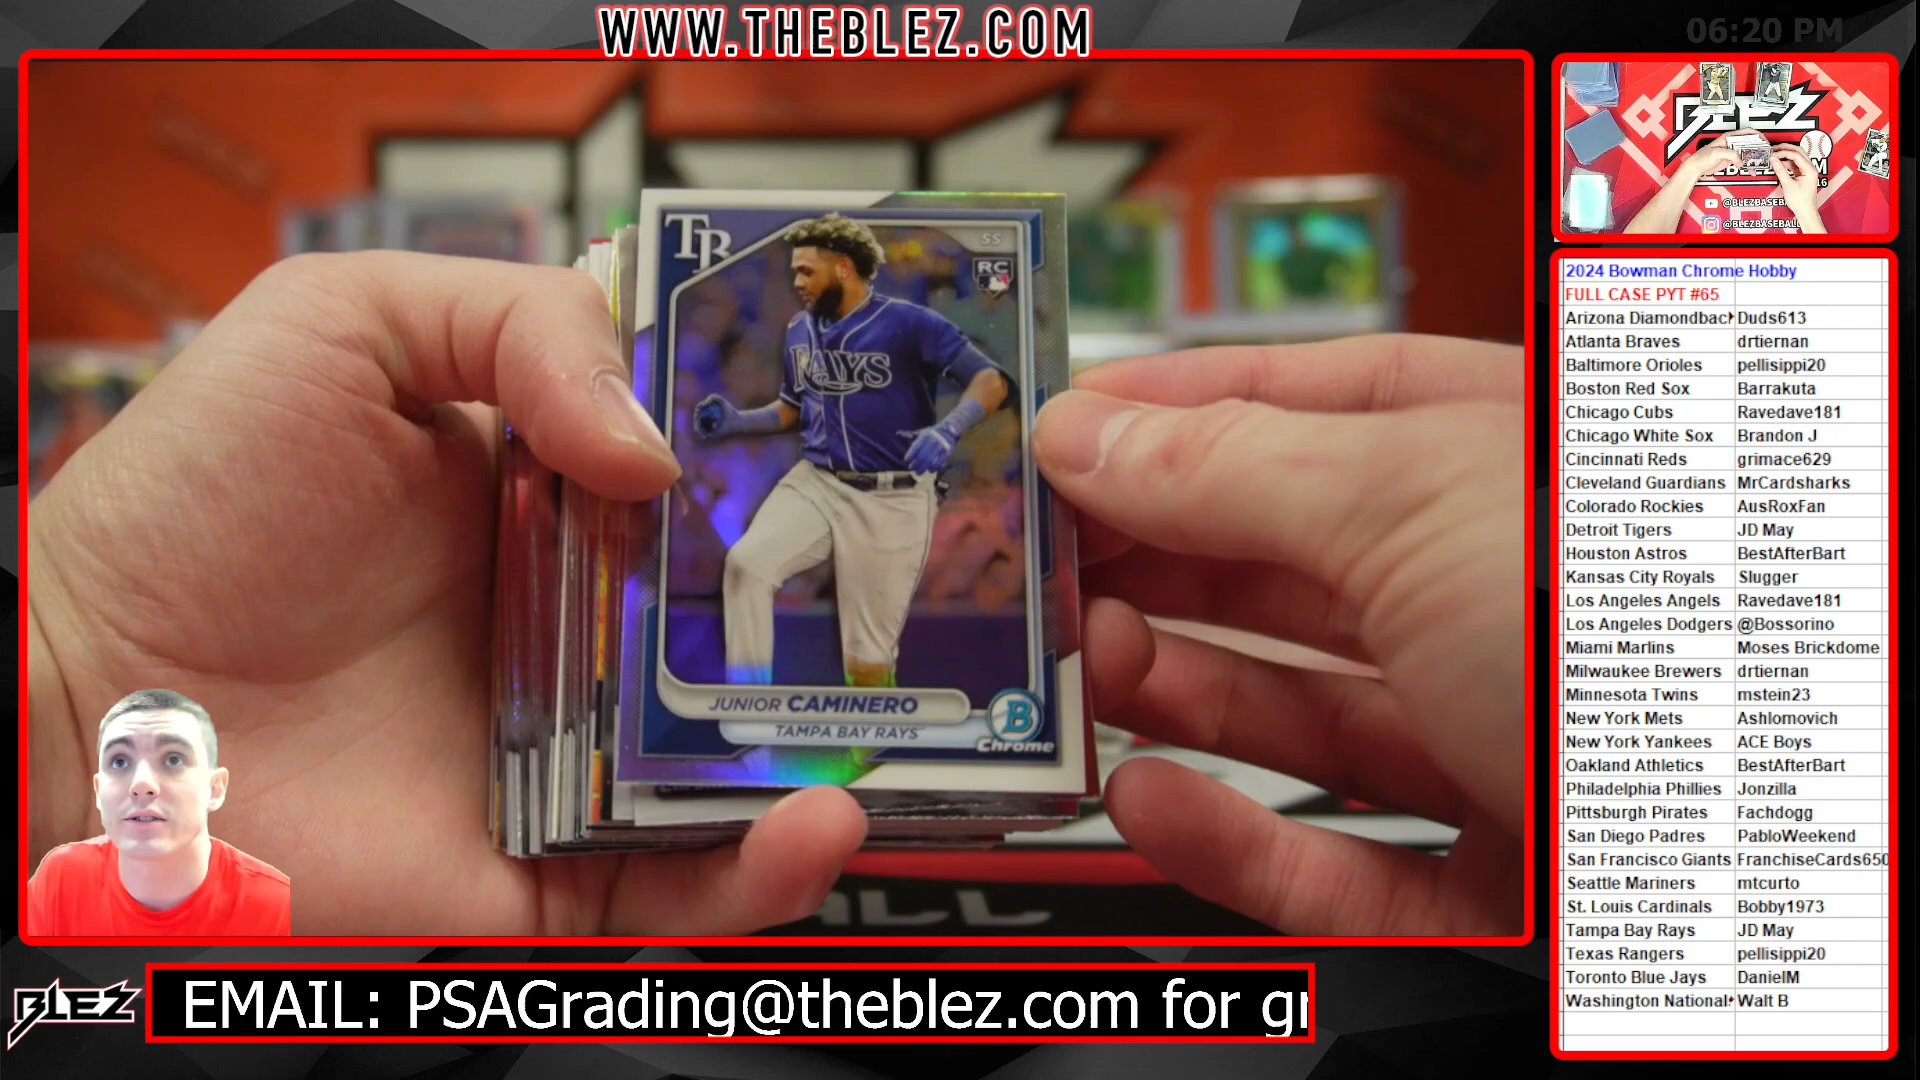 WWW.THEBLEZ.COM
06:20 PM
TB
SS
RC
RAYS
JUNIOR CAMINERO
TAMPA BAY RAYS
B
Chrome
BLEZ
@BLEZBASEBALL
@BLEZBASEBALL
2024 Bowman Chrome Hobby
FULL CASE PYT #65
Arizona Diamondback Duds613
Atlanta Braves drtiernan
Baltimore Orioles pellisippi20
Boston Red Sox Barrakuta
Chicago Cubs Ravedave181
Chicago White Sox Brandon J
Cincinnati Reds grimace629
Cleveland Guardians MrCardsharks
Colorado Rockies AusRoxFan
Detroit Tigers JD May
Houston Astros BestAfterBart
Kansas City Royals Slugger
Los Angeles Angels Ravedave181
Los Angeles Dodgers @Bossorino
Miami Marlins Moses Brickdome
Milwaukee Brewers drtiernan
Minnesota Twins mstein23
New York Mets Ashlomovich
New York Yankees ACE Boys
Oakland Athletics BestAfterBart
Philadelphia Phillies Jonzilla
Pittsburgh Pirates Fachdogg
San Diego Padres PabloWeekend
San Francisco Giants FranchiseCards650
Seattle Mariners mtcurto
St. Louis Cardinals Bobby1973
Tampa Bay Rays JD May
Texas Rangers pellisippi20
Toronto Blue Jays DanielM
Washington National Walt B
BLEZ
EMAIL: PSAGrading@theblez.com for gr